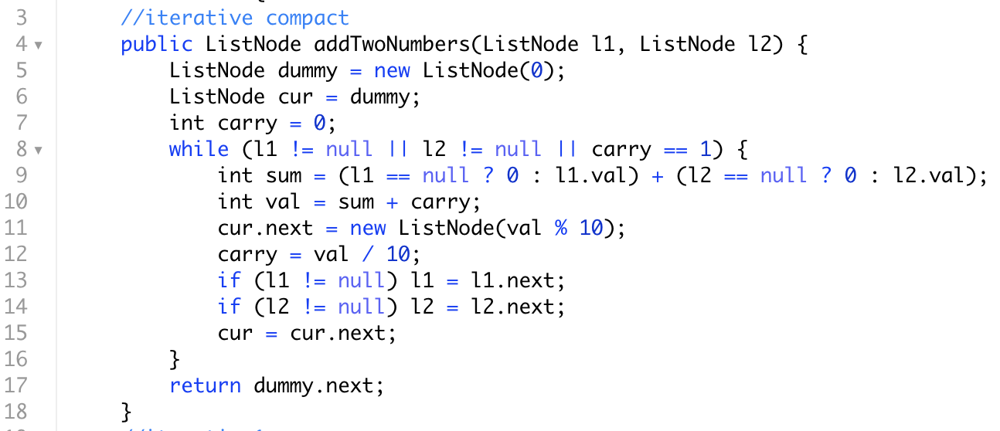 {
3 //iterative compact
4 ▼ public ListNode addTwoNumbers(ListNode l1, ListNode l2) {
5 ListNode dummy = new ListNode(0);
6 ListNode cur = dummy;
7 int carry = 0;
8 ▼ while (l1 != null || l2 != null || carry == 1) {
9 int sum = (l1 == null ? 0 : l1.val) + (l2 == null ? 0 : l2.val);
10 int val = sum + carry;
11 cur.next = new ListNode(val % 10);
12 carry = val / 10;
13 if (l1 != null) l1 = l1.next;
14 if (l2 != null) l2 = l2.next;
15 cur = cur.next;
16 }
17 return dummy.next;
18 }